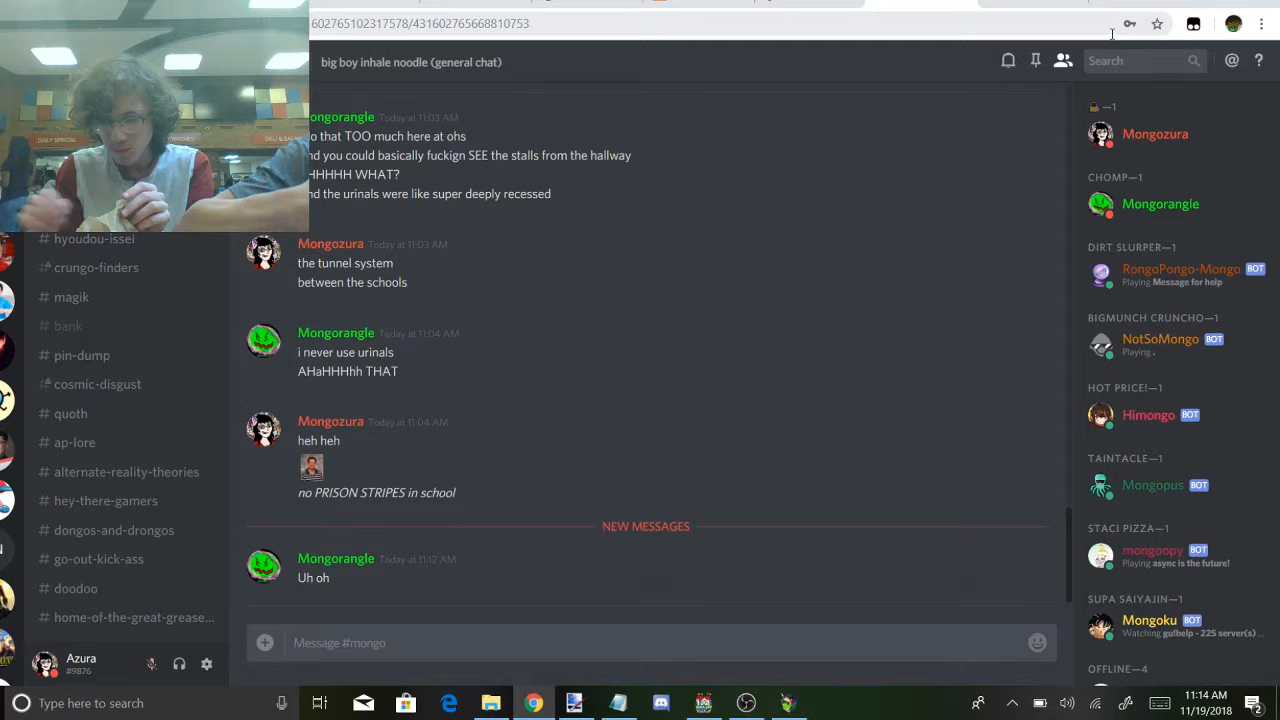 602765102317578/431602765668810753
big boy inhale noodle (general chat)
Search
DAILY SPECIAL
Mongorangle Today at 11:03 AM
o that TOO much here at ohs
nd you could basically fuckign SEE the stalls from the hallway
HHHHH WHAT?
nd the urinals were like super deeply recessed
Mongozura Today at 11:03 AM
the tunnel system
between the schools
Mongorangle Today at 11:04 AM
i never use urinals
AHaHHHHh THAT
Mongozura Today at 11:04 AM
heh heh
no PRISON STRIPES in school
NEW MESSAGES
Mongorangle Today at 11:12 AM
Uh oh
Message #mongo
# hyoudou-issei
crungo-finders
# magik
# bank
# pin-dump
cosmic-disgust
# quoth
# ap-lore
# alternate-reality-theories
# hey-there-gamers
# dongos-and-drongos
# go-out-kick-ass
# doodoo
# home-of-the-great-grease...
N
Azura
#9876
—1
Mongozura
CHOMP—1
Mongorangle
DIRT SLURPER—1
RongoPongo-Mongo BOT
Playing Message for help
BIGMUNCH CRUNCHO—1
NotSoMongo BOT
Playing .
HOT PRICE!—1
Himongo BOT
TAINTACLE—1
Mongopus BOT
STACI PIZZA—1
mongoopy BOT
Playing async is the future!
SUPA SAIYAJIN—1
Mongoku BOT
Watching gu!help - 225 server(s) ...
OFFLINE—4
Type here to search
11:14 AM
11/19/2018
2